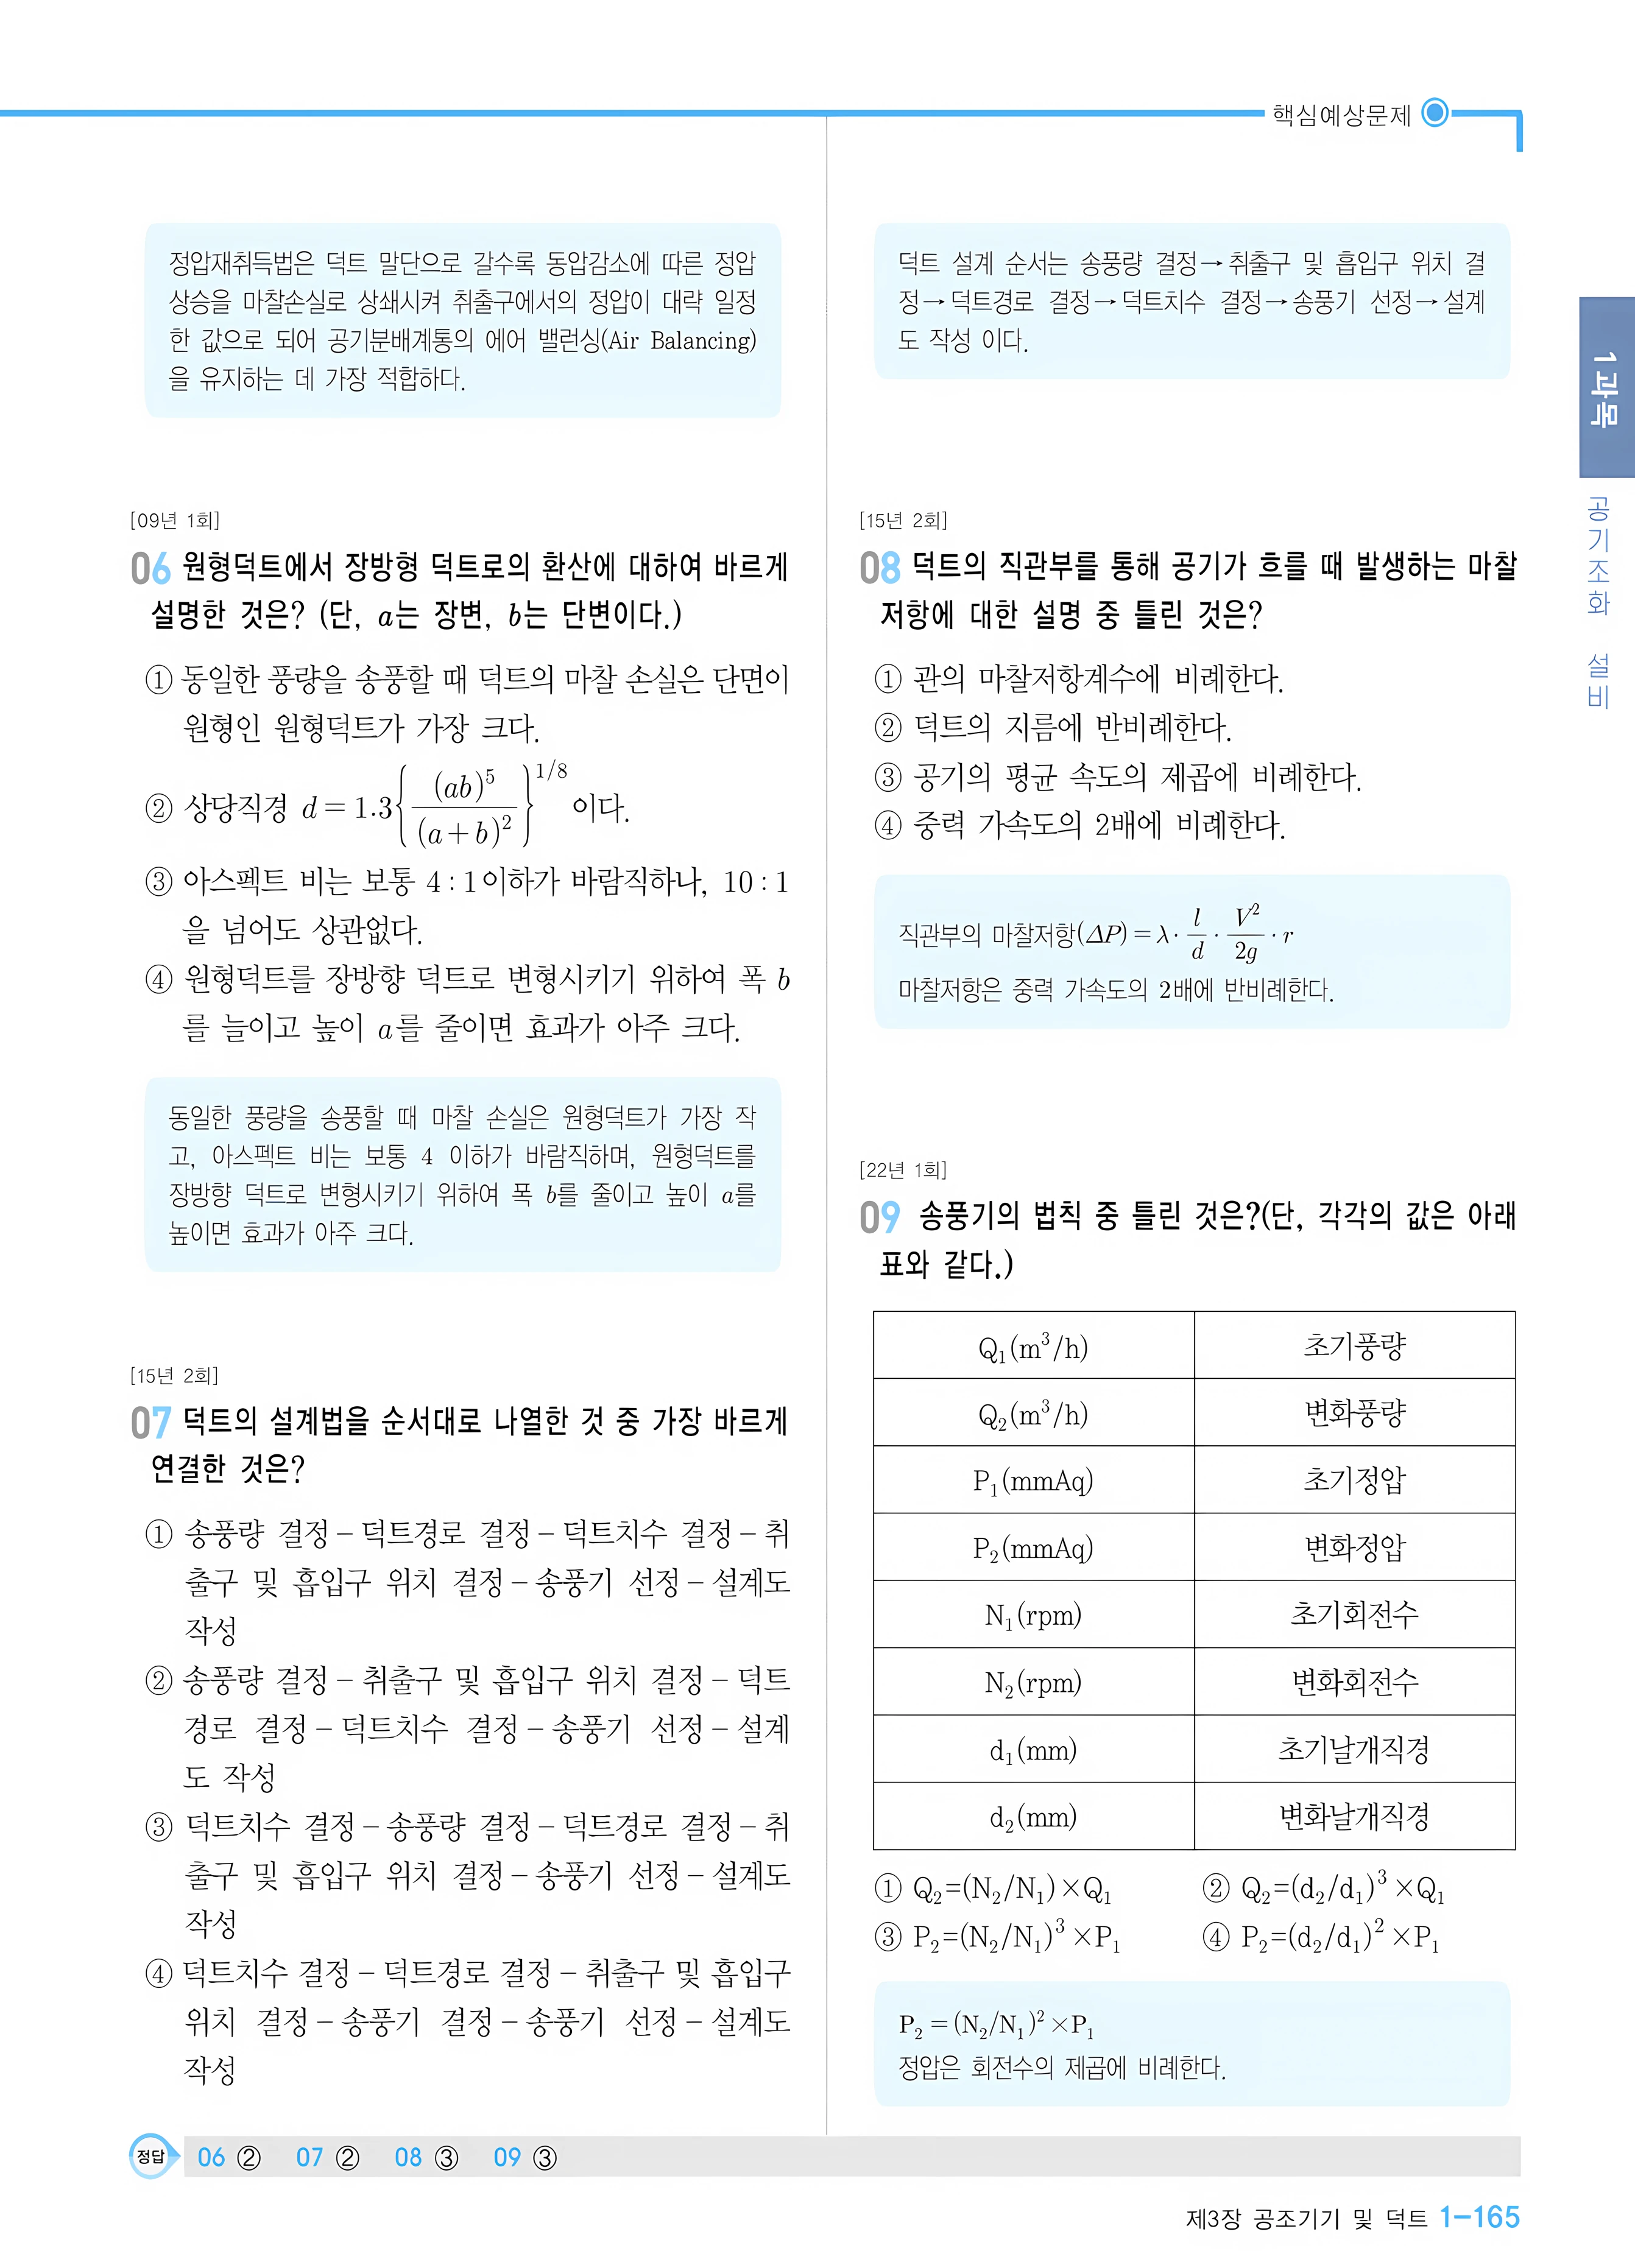 핵심예상문제
정압재취득법은 덕트 말단으로 갈수록 동압감소에 따른 정압
상승을 마찰손실로 상쇄시켜 취출구에서의 정압이 대략 일정
한 값으로 되어 공기분배계통의 에어 밸런싱(Air Balancing)
을 유지하는 데 가장 적합하다.
[09년 1회]
06 원형덕트에서 장방형 덕트로의 환산에 대하여 바르게
설명한 것은? (단, a는 장변, b는 단변이다.)
① 동일한 풍량을 송풍할 때 덕트의 마찰 손실은 단면이
원형인 원형덕트가 가장 크다.
② 상당직경 d = 1.3{(ab)⁵/(a+b)²}^1/8 이다.
③ 아스펙트 비는 보통 4 : 1이하가 바람직하나, 10 : 1
을 넘어도 상관없다.
④ 원형덕트를 장방향 덕트로 변형시키기 위하여 폭 b
를 늘이고 높이 a를 줄이면 효과가 아주 크다.
동일한 풍량을 송풍할 때 마찰 손실은 원형덕트가 가장 작
고, 아스펙트 비는 보통 4 이하가 바람직하며, 원형덕트를
장방향 덕트로 변형시키기 위하여 폭 b를 줄이고 높이 a를
높이면 효과가 아주 크다.
[15년 2회]
07 덕트의 설계법을 순서대로 나열한 것 중 가장 바르게
연결한 것은?
① 송풍량 결정 – 덕트경로 결정 – 덕트치수 결정 – 취
출구 및 흡입구 위치 결정 – 송풍기 선정 – 설계도
작성
② 송풍량 결정 – 취출구 및 흡입구 위치 결정 – 덕트
경로 결정 – 덕트치수 결정 – 송풍기 선정 – 설계
도 작성
③ 덕트치수 결정 – 송풍량 결정 – 덕트경로 결정 – 취
출구 및 흡입구 위치 결정 – 송풍기 선정 – 설계도
작성
④ 덕트치수 결정 – 덕트경로 결정 – 취출구 및 흡입구
위치 결정 – 송풍기 결정 – 송풍기 선정 – 설계도
작성
덕트 설계 순서는 송풍량 결정→취출구 및 흡입구 위치 결
정→덕트경로 결정→덕트치수 결정→송풍기 선정→설계
도 작성 이다.
[15년 2회]
08 덕트의 직관부를 통해 공기가 흐를 때 발생하는 마찰
저항에 대한 설명 중 틀린 것은?
① 관의 마찰저항계수에 비례한다.
② 덕트의 지름에 반비례한다.
③ 공기의 평균 속도의 제곱에 비례한다.
④ 중력 가속도의 2배에 비례한다.
직관부의 마찰저항(ΔP) = λ · l/d · V²/2g · r
마찰저항은 중력 가속도의 2배에 반비례한다.
[22년 1회]
09 송풍기의 법칙 중 틀린 것은?(단, 각각의 값은 아래
표와 같다.)
Q₁(m³/h) 초기풍량
Q₂(m³/h) 변화풍량
P₁(mmAq) 초기정압
P₂(mmAq) 변화정압
N₁(rpm) 초기회전수
N₂(rpm) 변화회전수
d₁(mm) 초기날개직경
d₂(mm) 변화날개직경
① Q₂=(N₂/N₁)×Q₁ ② Q₂=(d₂/d₁)³×Q₁
③ P₂=(N₂/N₁)³×P₁ ④ P₂=(d₂/d₁)²×P₁
P₂ = (N₂/N₁)²×P₁
정압은 회전수의 제곱에 비례한다.
1과목
공기조화 설비
정답 06 ② 07 ② 08 ③ 09 ③
제3장 공조기기 및 덕트 1-165